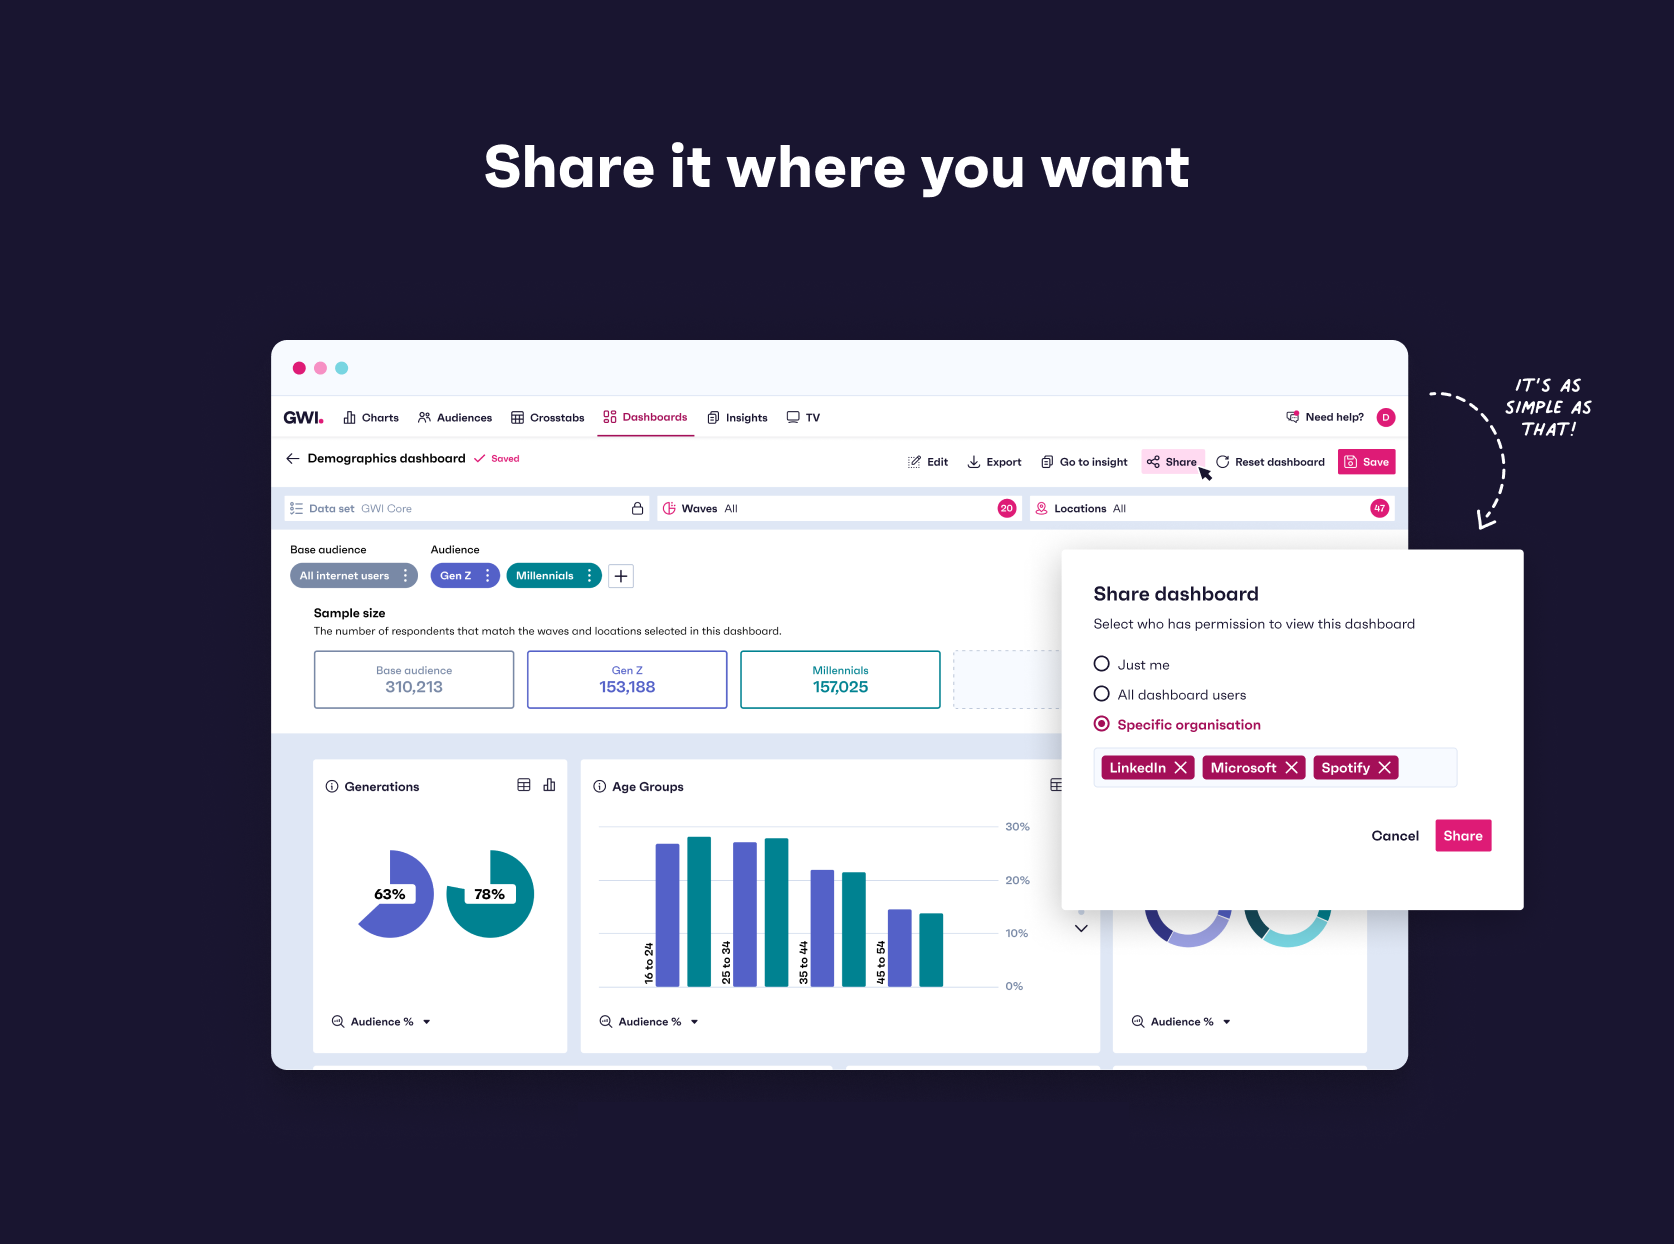 Share it where you want
IT'S AS
SIMPLE AS
THAT!
GWI. Charts Audiences Crosstabs Dashboards Insights TV Need help? D
Demographics dashboard Saved Edit Export Go to insight Share Reset dashboard Save
Data set GWI Core Waves All 20 Locations All 47
Base audience Audience
All internet users Gen Z Millennials
Sample size
The number of respondents that match the waves and locations selected in this dashboard.
Base audience
310,213
Gen Z
153,188
Millennials
157,025
Share dashboard
Select who has permission to view this dashboard
Just me
All dashboard users
Specific organisation
LinkedIn Microsoft Spotify
Cancel Share
Generations
63% 78%
Audience %
Age Groups
30%
20%
10%
0%
16 to 24
25 to 34
35 to 44
45 to 54
Audience %
Audience %